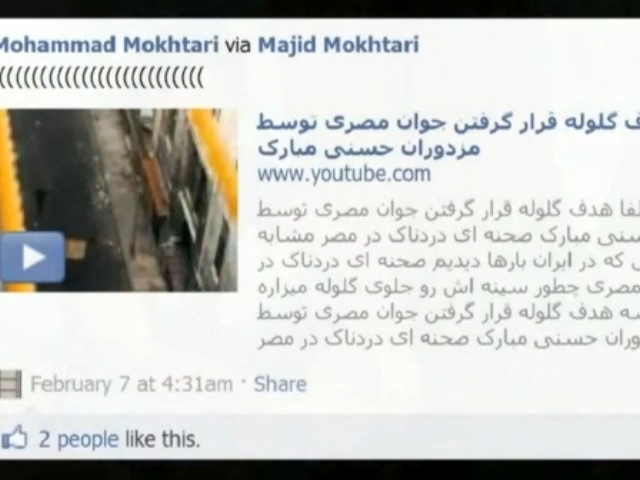 Mohammad Mokhtari via Majid Mokhtari
(((((((((((((((((((((((((
گلوله قرار گرفتن جوان مصری توسط
مزدوران حسنی مبارک
www.youtube.com
هدف گلوله قرار گرفتن جوان مصری توسط
مبارک صحنه ای دردناک در مصر مشابه
که در ایران بارها دیدیم صحنه ای دردناک در
مصری چطور سینه اش رو جلوی گلوله میزاره
هدف گلوله قرار گرفتن جوان مصری توسط
حسنی مبارک صحنه ای دردناک در مصر
February 7 at 4:31am · Share
2 people like this.